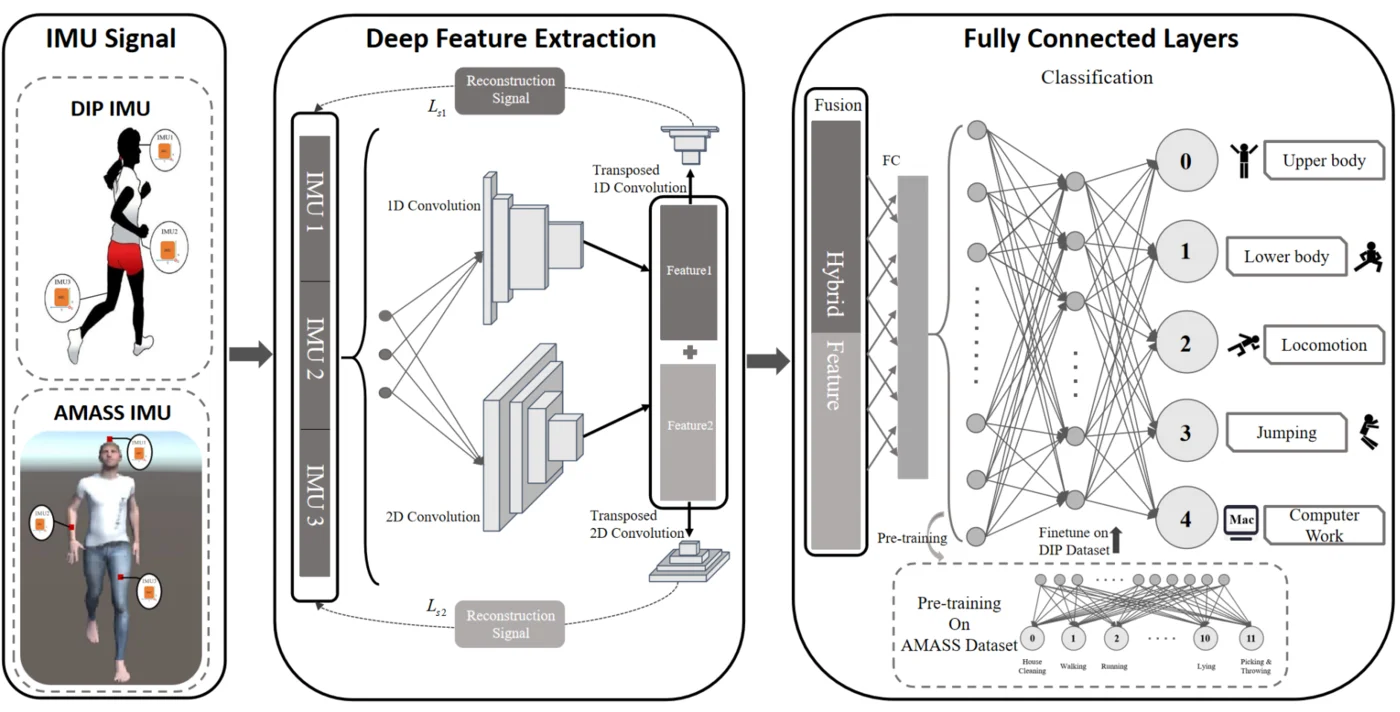 IMU Signal
DIP IMU
IMU1
IMU2
IMU3
AMASS IMU
IMU1
IMU2
IMU3
Deep Feature Extraction
Reconstruction
Signal
Ls1
IMU 1
IMU 2
IMU 3
1D Convolution
2D Convolution
Transposed
1D Convolution
Feature1
+
Feature2
Transposed
2D Convolution
Ls2
Reconstruction
Signal
Fully Connected Layers
Classification
Fusion
Hybrid
Feature
FC
0
Upper body
1
Lower body
2
Locomotion
3
Jumping
4
Mac
Computer
Work
Pre-training
Finetune on
DIP Dataset
Pre-training
On
AMASS Dataset
0
1
2
10
11
House
Cleaning
Walking
Running
Lying
Picking &
Throwing